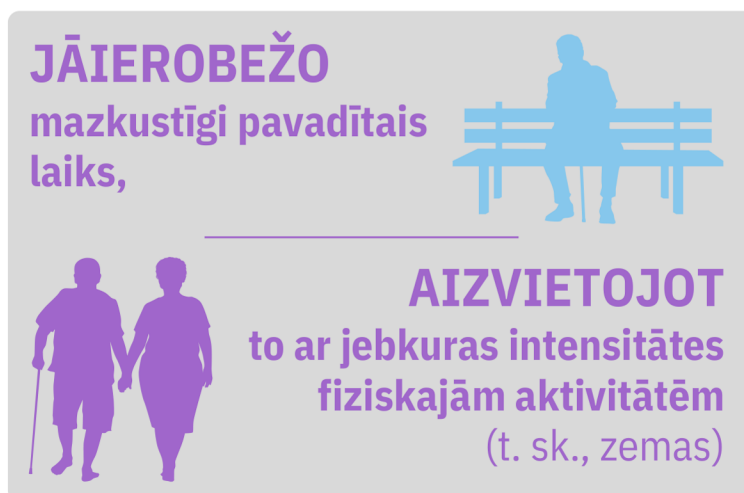 JĀIEROBEŽO
mazkustīgi pavadītais
laiks,
AIZVIETOJOT
to ar jebkuras intensitātes
fiziskajām aktivitātēm
(t. sk., zemas)